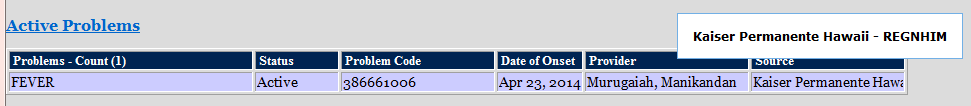 Active Problems
Kaiser Permanente Hawaii - REGNHIM
Problems - Count (1) Status Problem Code Date of Onset Provider Source
FEVER Active 386661006 Apr 23, 2014 Murugaiah, Manikandan Kaiser Permanente Hawa